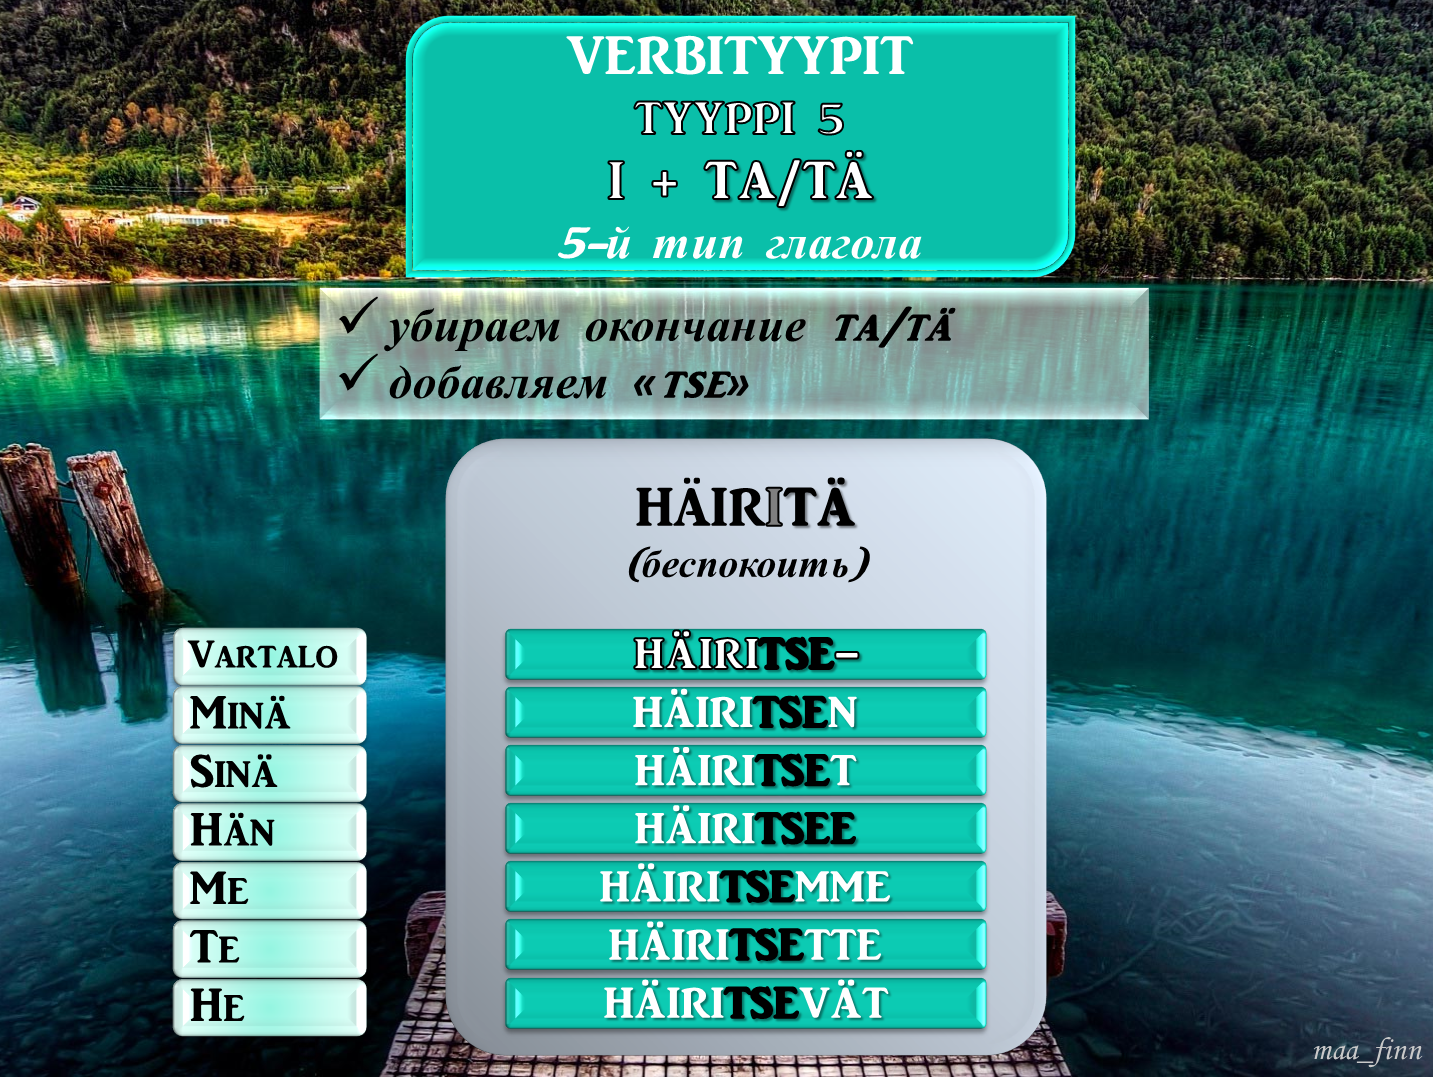 VERBITYYPIT
TYYPPI 5
I + TA/TÄ
5-й тип глагола
✓ убираем окончание TA/TÄ
✓ добавляем «TSE»
HÄIRITÄ
(беспокоить)
VARTALO HÄIRITSE-
MINÄ HÄIRITSEN
SINÄ HÄIRITSET
HÄN HÄIRITSEE
ME HÄIRITSEMME
TE HÄIRITSETTE
HE HÄIRITSEVÄT
maa_finn